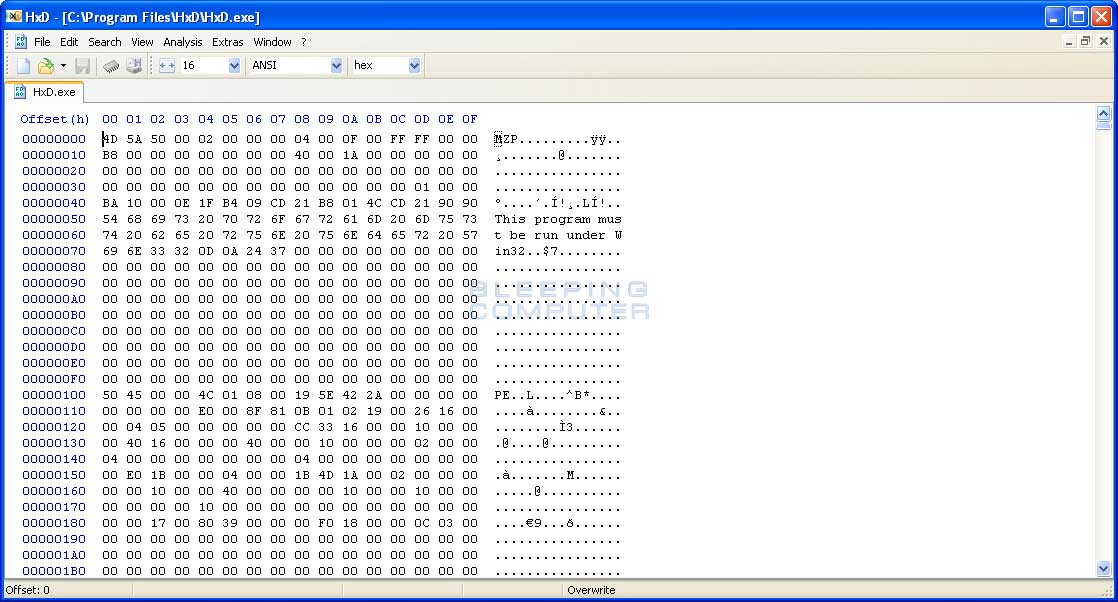 HxD - [C:\Program Files\HxD\HxD.exe]
File Edit Search View Analysis Extras Window ?
16 ANSI hex
HxD.exe
Offset(h) 00 01 02 03 04 05 06 07 08 09 0A 0B 0C 0D 0E 0F
00000000 4D 5A 50 00 02 00 00 00 04 00 0F 00 FF FF 00 00 MZP.........ÿÿ..
00000010 B8 00 00 00 00 00 00 00 40 00 1A 00 00 00 00 00 ¸.......@.......
00000020 00 00 00 00 00 00 00 00 00 00 00 00 00 00 00 00 ................
00000030 00 00 00 00 00 00 00 00 00 00 00 00 00 01 00 00 ................
00000040 BA 10 00 0E 1F B4 09 CD 21 B8 01 4C CD 21 90 90 º....´.Í!¸.LÍ!..
00000050 54 68 69 73 20 70 72 6F 67 72 61 6D 20 6D 75 73 This program mus
00000060 74 20 62 65 20 72 75 6E 20 75 6E 64 65 72 20 57 t be run under W
00000070 69 6E 33 32 0D 0A 24 37 00 00 00 00 00 00 00 00 in32..$7........
00000080 00 00 00 00 00 00 00 00 00 00 00 00 00 00 00 00 ................
00000090 00 00 00 00 00 00 00 00 00 00 00 00 00 00 00 00 ................
BLEEPING
000000A0 00 00 00 00 00 00 00 00 00 00 00 00 00 00 00 00 ................
COMPUTER
000000B0 00 00 00 00 00 00 00 00 00 00 00 00 00 00 00 00 ................
000000C0 00 00 00 00 00 00 00 00 00 00 00 00 00 00 00 00 ................
000000D0 00 00 00 00 00 00 00 00 00 00 00 00 00 00 00 00 ................
000000E0 00 00 00 00 00 00 00 00 00 00 00 00 00 00 00 00 ................
000000F0 00 00 00 00 00 00 00 00 00 00 00 00 00 00 00 00 ................
00000100 50 45 00 00 4C 01 08 00 19 5E 42 2A 00 00 00 00 PE..L....^B*....
00000110 00 00 00 00 E0 00 8F 81 0B 01 02 19 00 26 16 00 ....à........&..
00000120 00 04 05 00 00 00 00 00 CC 33 16 00 00 10 00 00 ........Ì3......
00000130 00 40 16 00 00 00 40 00 00 10 00 00 00 02 00 00 .@....@.........
00000140 04 00 00 00 00 00 00 00 04 00 00 00 00 00 00 00 ................
00000150 00 E0 1B 00 00 04 00 00 1B 4D 1A 00 02 00 00 00 .à.......M......
00000160 00 00 10 00 00 40 00 00 00 00 10 00 00 10 00 00 .....@..........
00000170 00 00 00 00 10 00 00 00 00 00 00 00 00 00 00 00 ................
00000180 00 00 17 00 80 39 00 00 00 F0 18 00 00 0C 03 00 ....€9...ð......
00000190 00 00 00 00 00 00 00 00 00 00 00 00 00 00 00 00 ................
000001A0 00 00 00 00 00 00 00 00 00 00 00 00 00 00 00 00 ................
000001B0 00 00 00 00 00 00 00 00 00 00 00 00 00 00 00 00 ................
Offset: 0 Overwrite